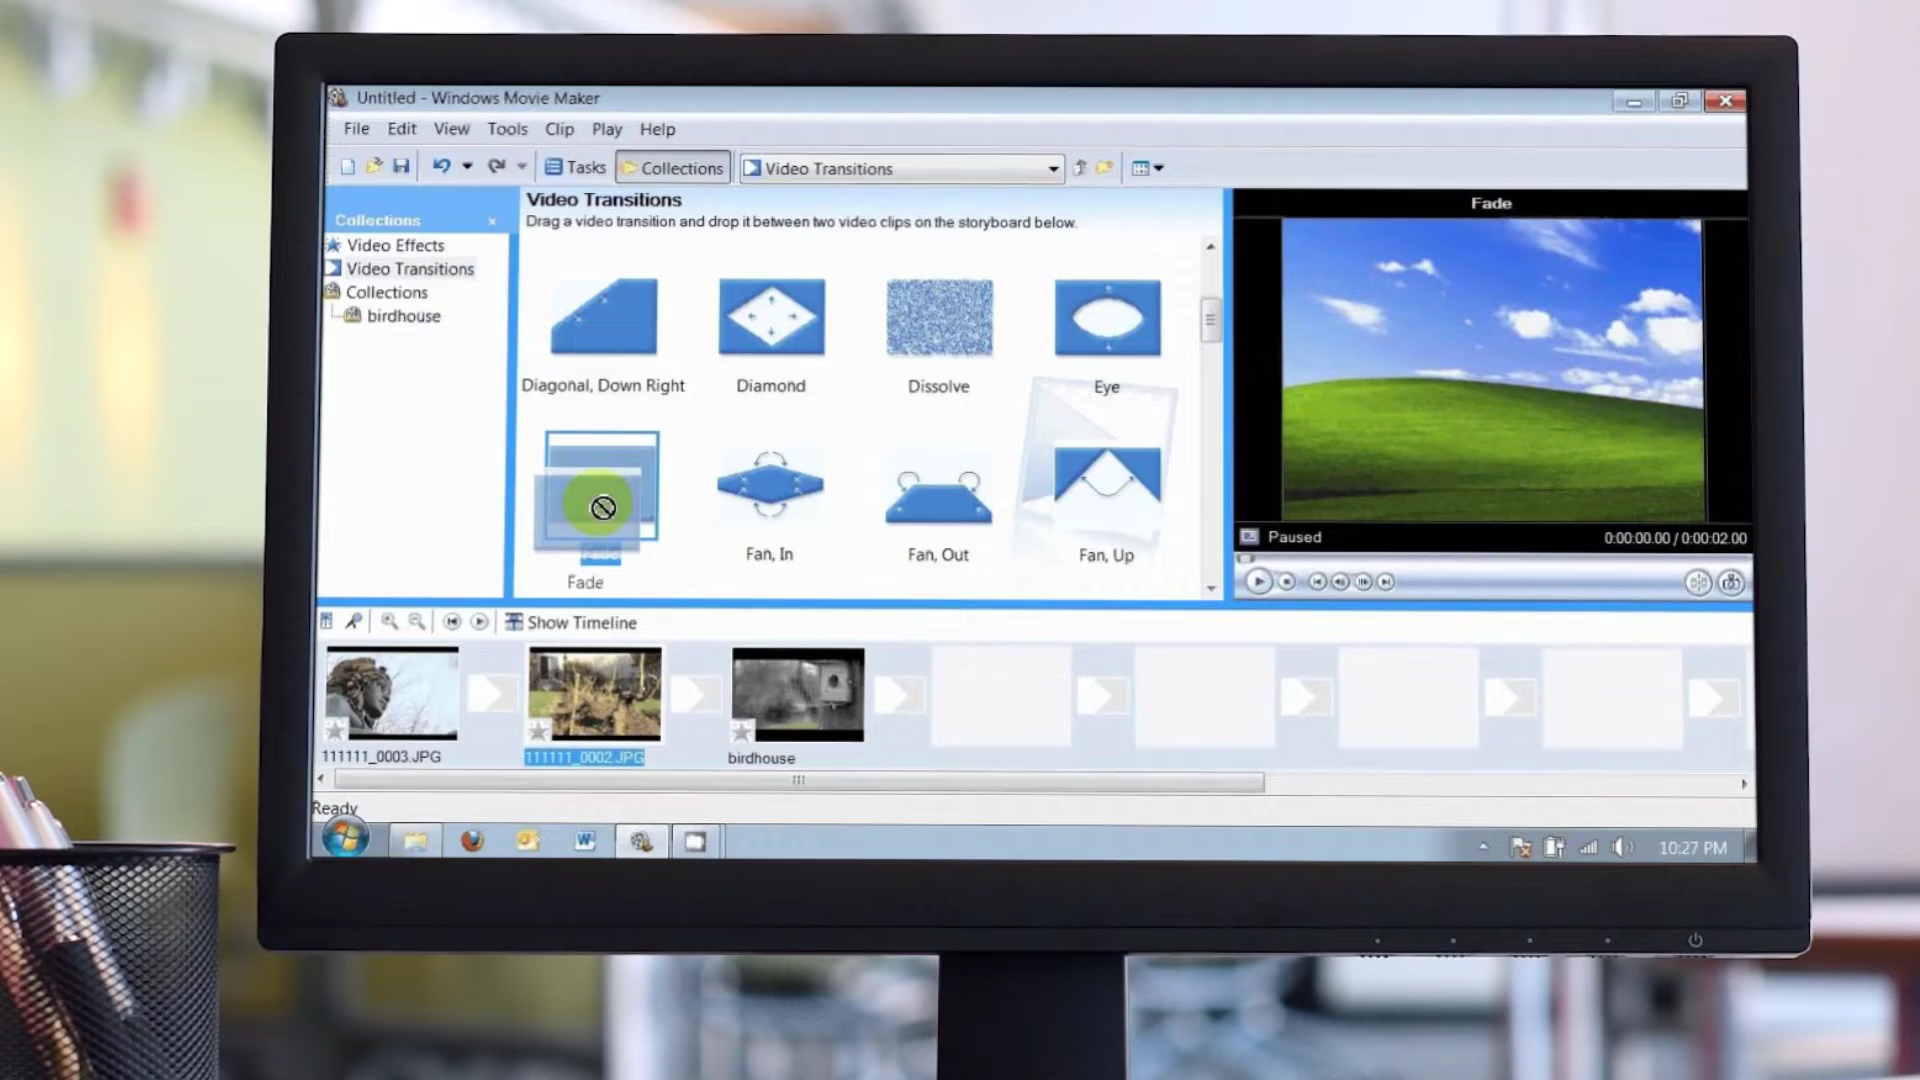 Untitled - Windows Movie Maker
File Edit View Tools Clip Play Help
Tasks Collections Video Transitions
Collections
Video Effects
Video Transitions
Collections
birdhouse
Video Transitions
Drag a video transition and drop it between two video clips on the storyboard below.
Diagonal, Down Right Diamond Dissolve Eye
Fade
Fade Fan, In Fan, Out Fan, Up
Fade
Paused 0:00:00.00 / 0:00:02.00
Show Timeline
111111_0003.JPG 111111_0002.JPG birdhouse
Ready
W
10:27 PM